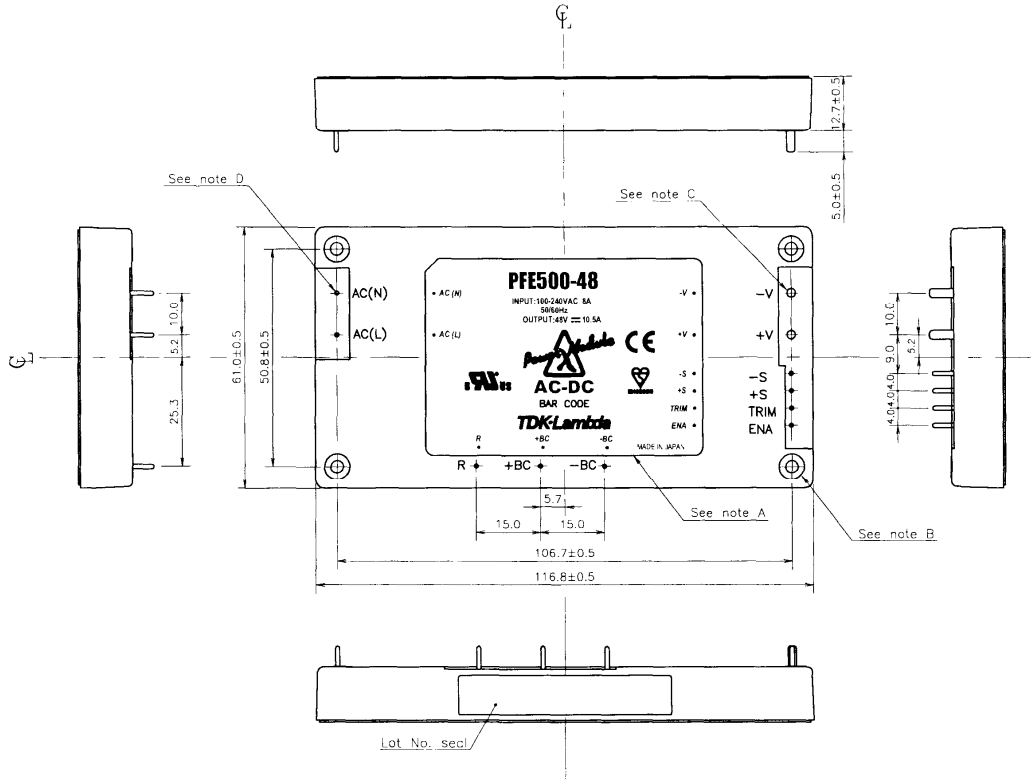 ℄
12.7±0.5
5.0±0.5
See note D
See note C
AC(N)
AC(L)
PFE500-48
INPUT:100-240VAC 8A
50/60Hz
OUTPUT:48V ⎓ 10.5A
AC(N)
AC(L)
-V
+V
-S
+S
TRIM
ENA
Power Module
CE
AC-DC
BAR CODE
TDK-Lambda
R
+BC
-BC
MADE IN JAPAN
−V
+V
−S
+S
TRIM
ENA
R
+BC
−BC
℄
10.0
5.2
25.3
61.0±0.5
50.8±0.5
10.0
9.0
5.2
4.0
4.0
4.0
5.7
15.0
15.0
See note A
See note B
106.7±0.5
116.8±0.5
Lot No. seal